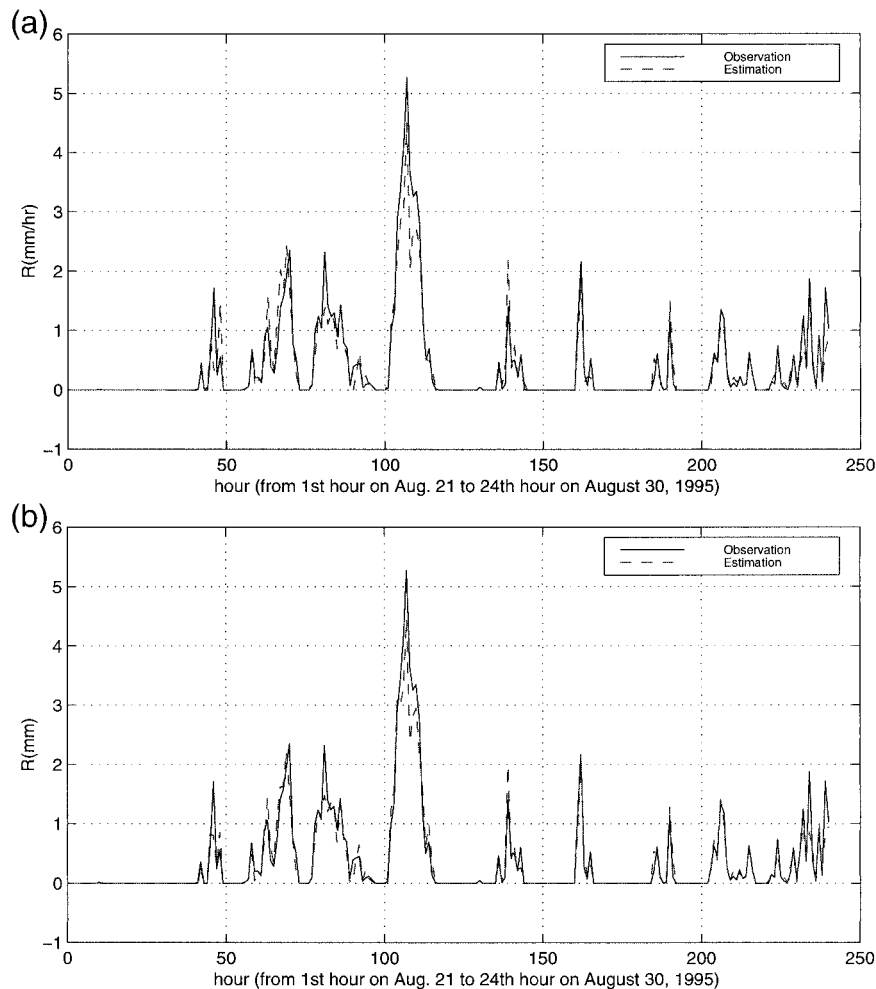 (a)
6
5
4
3
2
1
0
−1
R(mm/hr)
Observation
Estimation
0 50 100 150 200 250
hour (from 1st hour on Aug. 21 to 24th hour on August 30, 1995)
(b)
6
5
4
3
2
1
0
−1
R(mm)
Observation
Estimation
0 50 100 150 200 250
hour (from 1st hour on Aug. 21 to 24th hour on August 30, 1995)